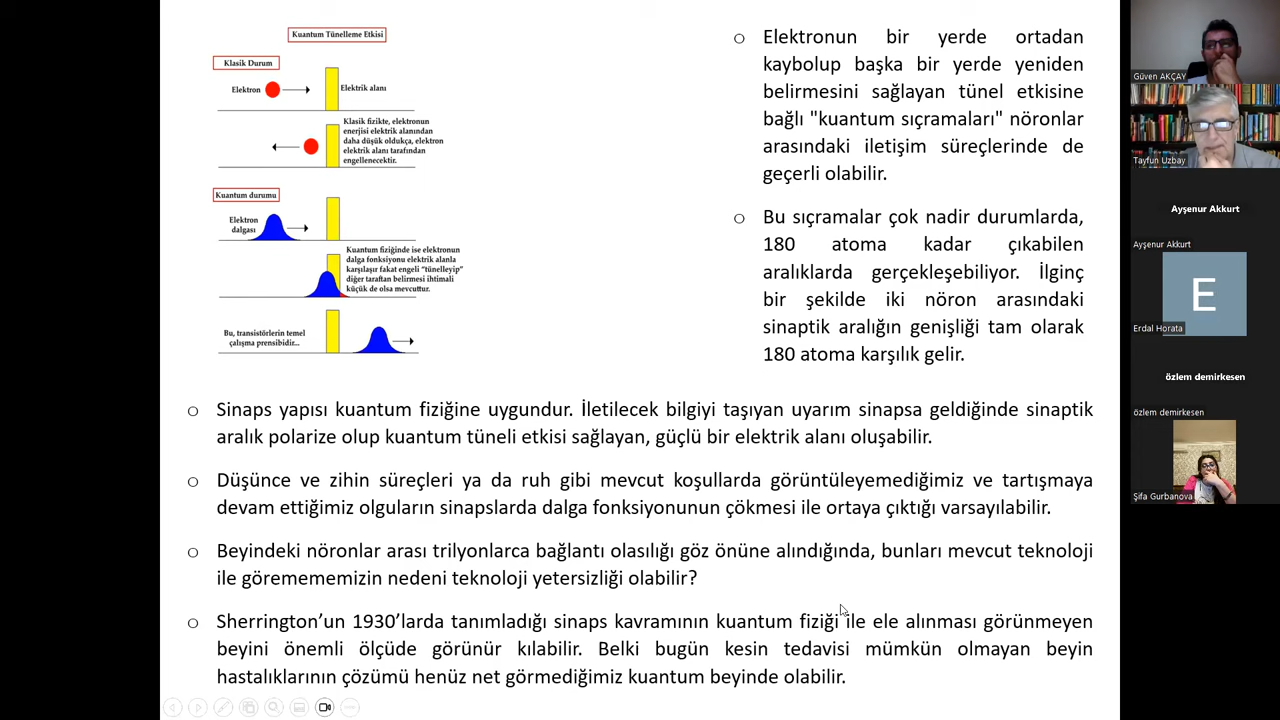 Kuantum Tünelleme Etkisi
Klasik Durum
Elektron
Elektrik alanı
Klasik fizikte, elektronun
enerjisi elektrik alanından
daha düşük oldukça, elektron
elektrik alanı tarafından
engellenecektir.
Kuantum durumu
Elektron
dalgası
Kuantum fiziğinde ise elektronun
dalga fonksiyonu elektrik alanla
karşılaşır fakat engeli "tünelleyip"
diğer taraftan belirmesi ihtimali
küçük de olsa mevcuttur.
Bu, transistörlerin temel
çalışma prensibidir...
Elektronun bir yerde ortadan
kaybolup başka bir yerde yeniden
belirmesini sağlayan tünel etkisine
bağlı "kuantum sıçramaları" nöronlar
arasındaki iletişim süreçlerinde de
geçerli olabilir.
Bu sıçramalar çok nadir durumlarda,
180 atoma kadar çıkabilen
aralıklarda gerçekleşebiliyor. İlginç
bir şekilde iki nöron arasındaki
sinaptik aralığın genişliği tam olarak
180 atoma karşılık gelir.
Sinaps yapısı kuantum fiziğine uygundur. İletilecek bilgiyi taşıyan uyarım sinapsa geldiğinde sinaptik
aralık polarize olup kuantum tüneli etkisi sağlayan, güçlü bir elektrik alanı oluşabilir.
Düşünce ve zihin süreçleri ya da ruh gibi mevcut koşullarda görüntüleyemediğimiz ve tartışmaya
devam ettiğimiz olguların sinapslarda dalga fonksiyonunun çökmesi ile ortaya çıktığı varsayılabilir.
Beyindeki nöronlar arası trilyonlarca bağlantı olasılığı göz önüne alındığında, bunları mevcut teknoloji
ile görememememizin nedeni teknoloji yetersizliği olabilir?
Sherrington'un 1930'larda tanımladığı sinaps kavramının kuantum fiziği ile ele alınması görünmeyen
beyini önemli ölçüde görünür kılabilir. Belki bugün kesin tedavisi mümkün olmayan beyin
hastalıklarının çözümü henüz net görmediğimiz kuantum beyinde olabilir.
Güven AKÇAY
Tayfun Uzbay
Ayşenur Akkurt
Ayşenur Akkurt
E
Erdal Horata
özlem demirkesen
özlem demirkesen
Şifa Gurbanova